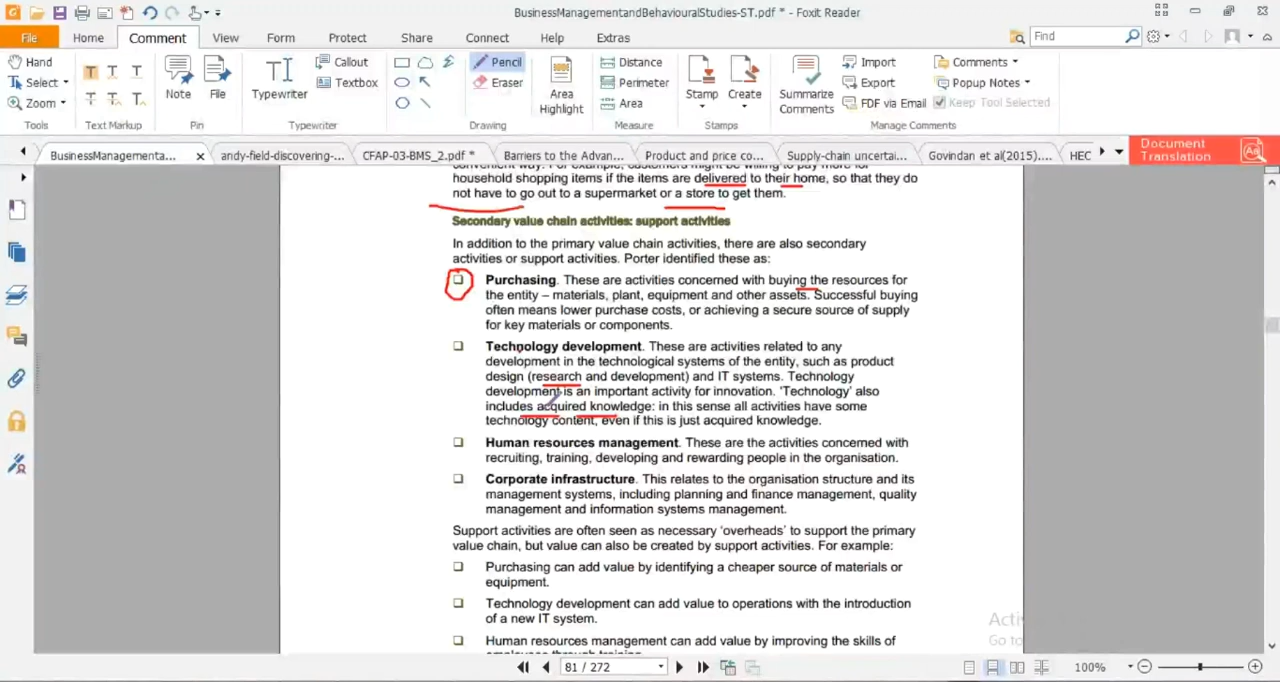 BusinessManagementandBehaviouralStudies-ST.pdf * - Foxit Reader
File Home Comment View Form Protect Share Connect Help Extras
Find
Hand
Select
Zoom
Tools
Text Markup
Note
File
Pin
Typewriter
Callout
Textbox
Typewriter
Pencil
Eraser
Drawing
Area
Highlight
Distance
Perimeter
Area
Measure
Stamp
Create
Stamps
Summarize
Comments
Import
Export
FDF via Email
Comments
Popup Notes
Keep Tool Selected
Manage Comments
BusinessManagementa...
andy-field-discovering-...
CFAP-03-BMS_2.pdf *
Barriers to the Advan...
Product and price co...
Supply-chain uncertai...
Govindan et al(2015)....
HEC
Document
Translation
household shopping items if the items are delivered to their home, so that they do
not have to go out to a supermarket or a store to get them.
Secondary value chain activities: support activities
In addition to the primary value chain activities, there are also secondary
activities or support activities. Porter identified these as:
Purchasing. These are activities concerned with buying the resources for
the entity – materials, plant, equipment and other assets. Successful buying
often means lower purchase costs, or achieving a secure source of supply
for key materials or components.
Technology development. These are activities related to any
development in the technological systems of the entity, such as product
design (research and development) and IT systems. Technology
development is an important activity for innovation. ‘Technology’ also
includes acquired knowledge: in this sense all activities have some
technology content, even if this is just acquired knowledge.
Human resources management. These are the activities concerned with
recruiting, training, developing and rewarding people in the organisation.
Corporate infrastructure. This relates to the organisation structure and its
management systems, including planning and finance management, quality
management and information systems management.
Support activities are often seen as necessary ‘overheads’ to support the primary
value chain, but value can also be created by support activities. For example:
Purchasing can add value by identifying a cheaper source of materials or
equipment.
Technology development can add value to operations with the introduction
of a new IT system.
Human resources management can add value by improving the skills of
Acti
Go to
81 / 272
100%